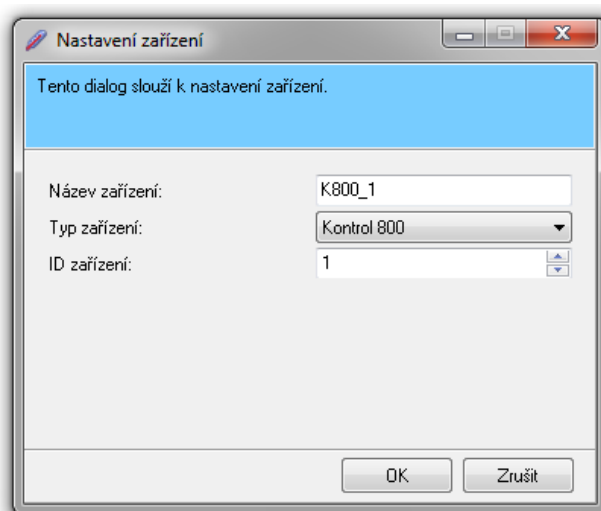 Nastavení zařízení
Tento dialog slouží k nastavení zařízení.
Název zařízení: K800_1
Typ zařízení: Kontrol 800
ID zařízení: 1
OK Zrušit